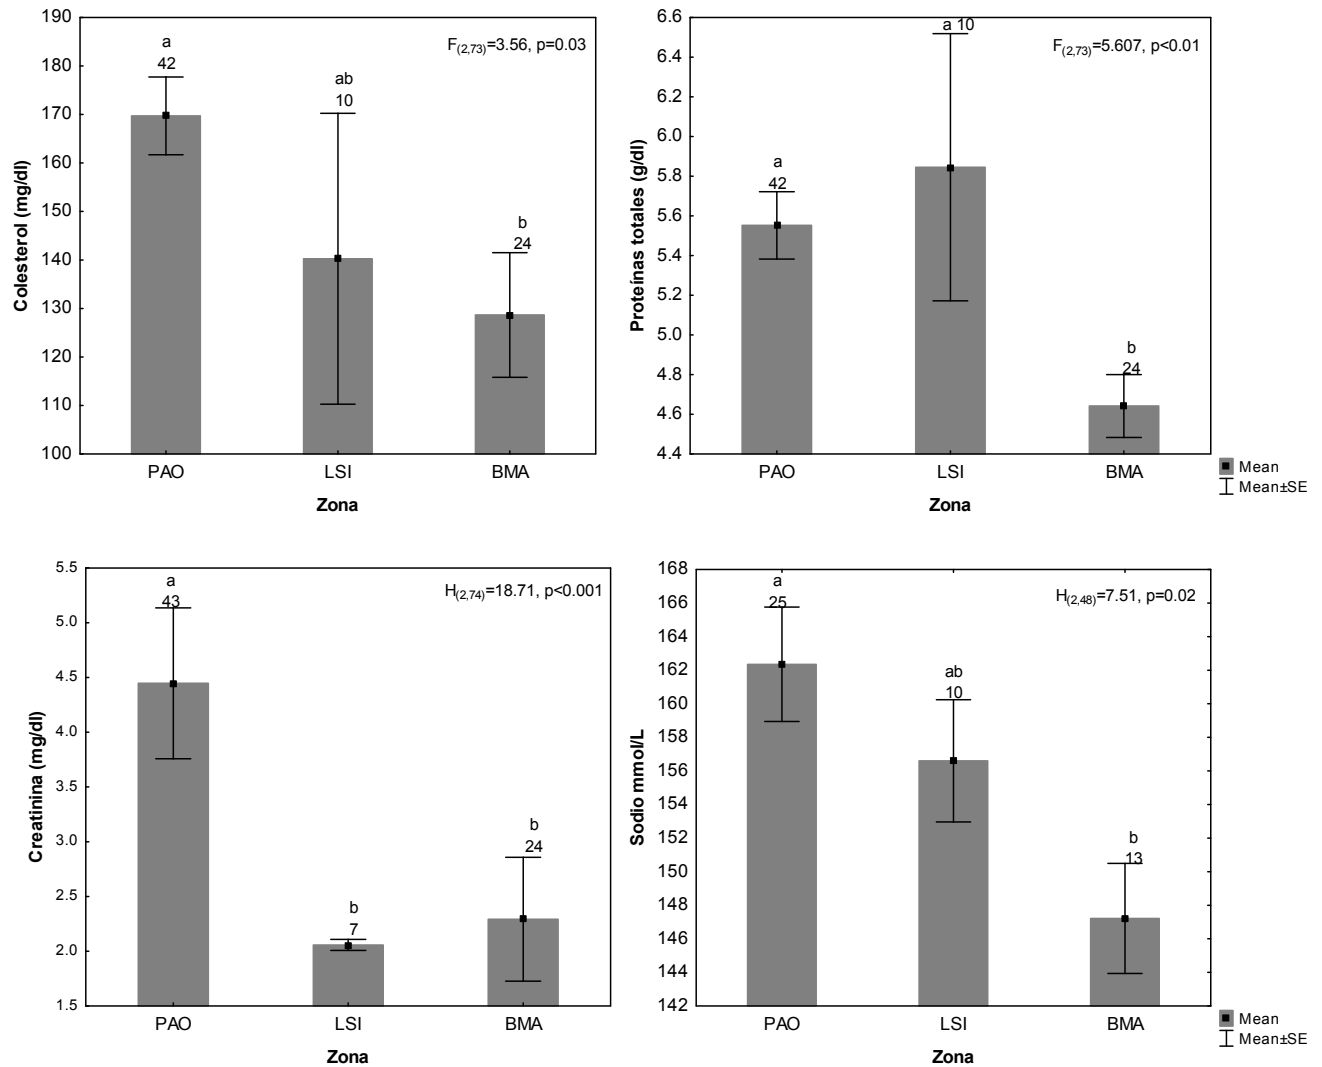 190
180
170
160
150
140
130
120
110
100
Colesterol (mg/dl)
a
42
ab
10
b
24
F(2,73)=3.56, p=0.03
PAO LSI BMA
Zona
6.6
6.4
6.2
6.0
5.8
5.6
5.4
5.2
5.0
4.8
4.6
4.4
Proteínas totales (g/dl)
a
42
a 10
b
24
F(2,73)=5.607, p<0.01
PAO LSI BMA
Zona
Mean
Mean±SE
5.5
5.0
4.5
4.0
3.5
3.0
2.5
2.0
1.5
Creatinina (mg/dl)
a
43
b
7
b
24
H(2,74)=18.71, p<0.001
PAO LSI BMA
Zona
168
166
164
162
160
158
156
154
152
150
148
146
144
142
Sodio mmol/L
a
25
ab
10
b
13
H(2,48)=7.51, p=0.02
PAO LSI BMA
Zona
Mean
Mean±SE